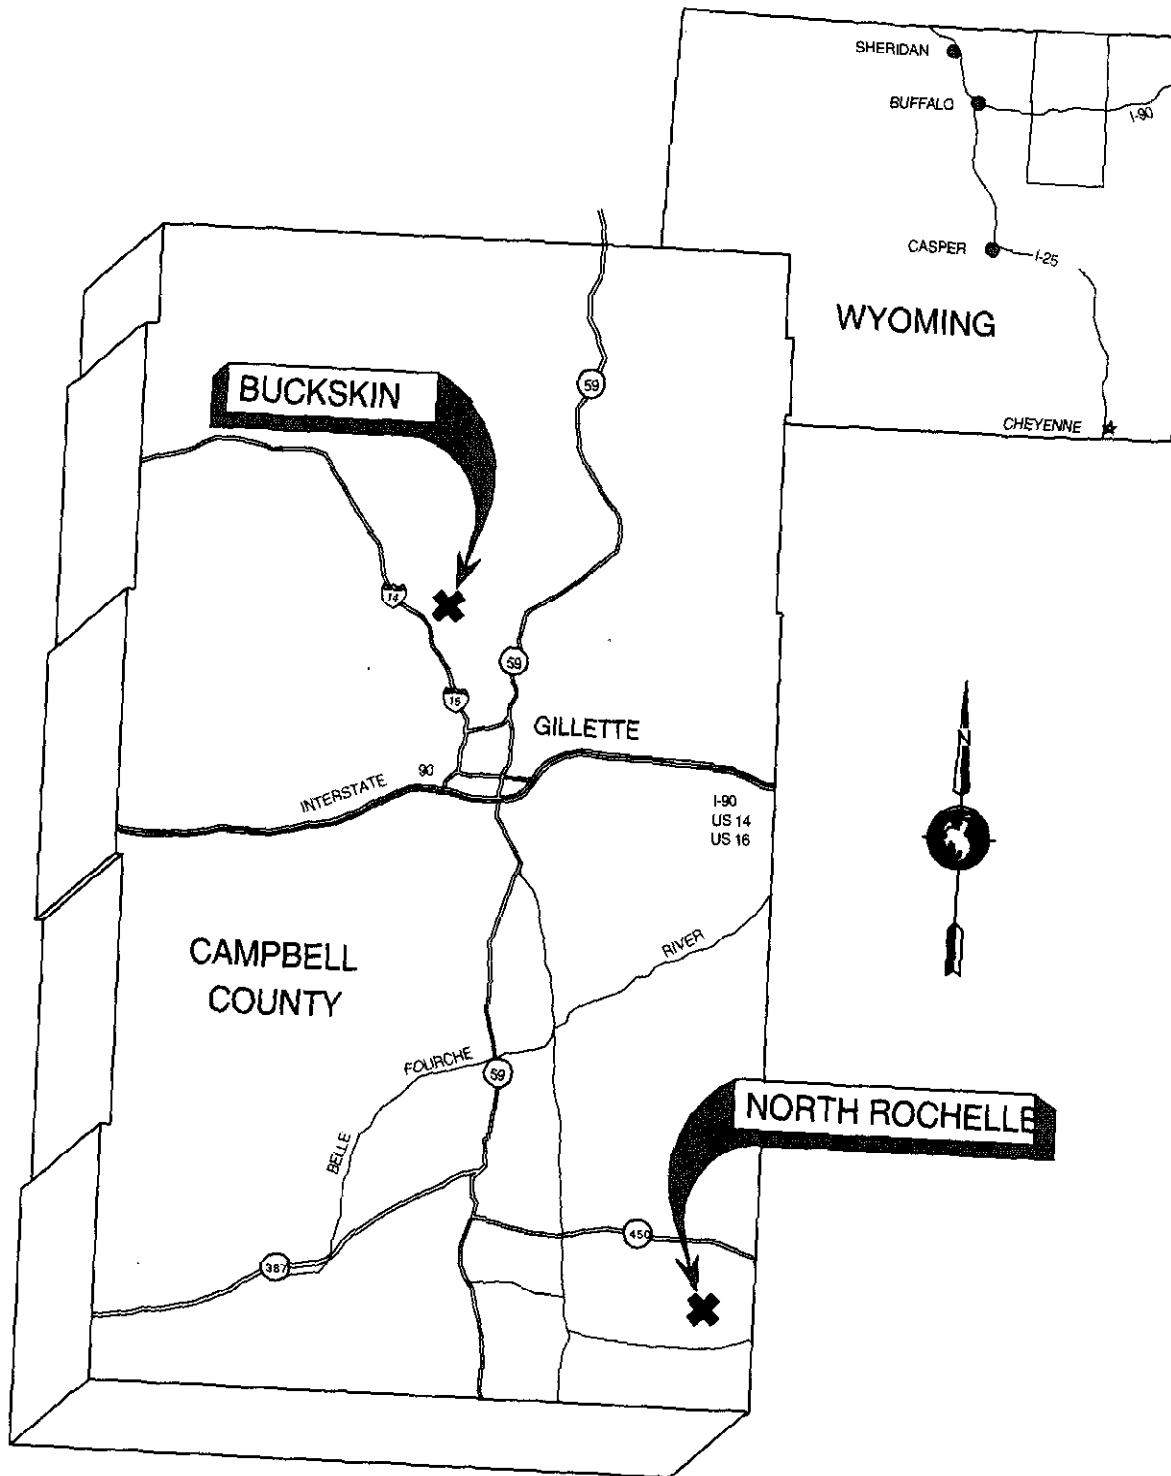 SHERIDAN
BUFFALO
I-90
CASPER
I-25
WYOMING
CHEYENNE
BUCKSKIN
59
14
59
16
GILLETTE
INTERSTATE 90
I-90
US 14
US 16
N
CAMPBELL
COUNTY
RIVER
FOURCHE
59
BELLE
NORTH ROCHELLE
450
387